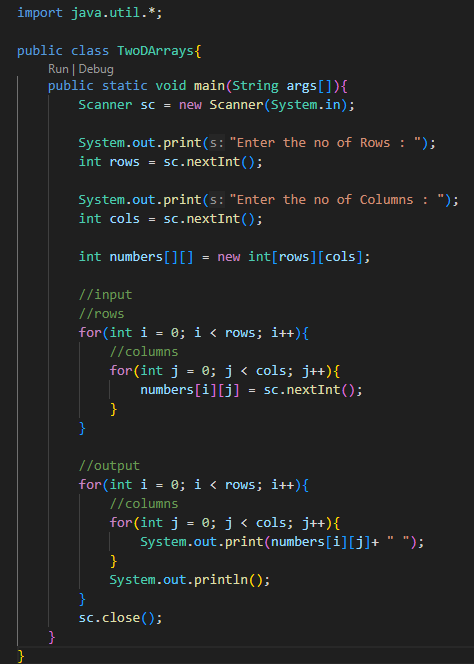 import java.util.*;
public class TwoDArrays{
Run | Debug
public static void main(String args[]){
Scanner sc = new Scanner(System.in);
System.out.print(s: "Enter the no of Rows : ");
int rows = sc.nextInt();
System.out.print(s: "Enter the no of Columns : ");
int cols = sc.nextInt();
int numbers[][] = new int[rows][cols];
//input
//rows
for(int i = 0; i < rows; i++){
//columns
for(int j = 0; j < cols; j++){
numbers[i][j] = sc.nextInt();
}
}
//output
for(int i = 0; i < rows; i++){
//columns
for(int j = 0; j < cols; j++){
System.out.print(numbers[i][j]+ " ");
}
System.out.println();
}
sc.close();
}
}